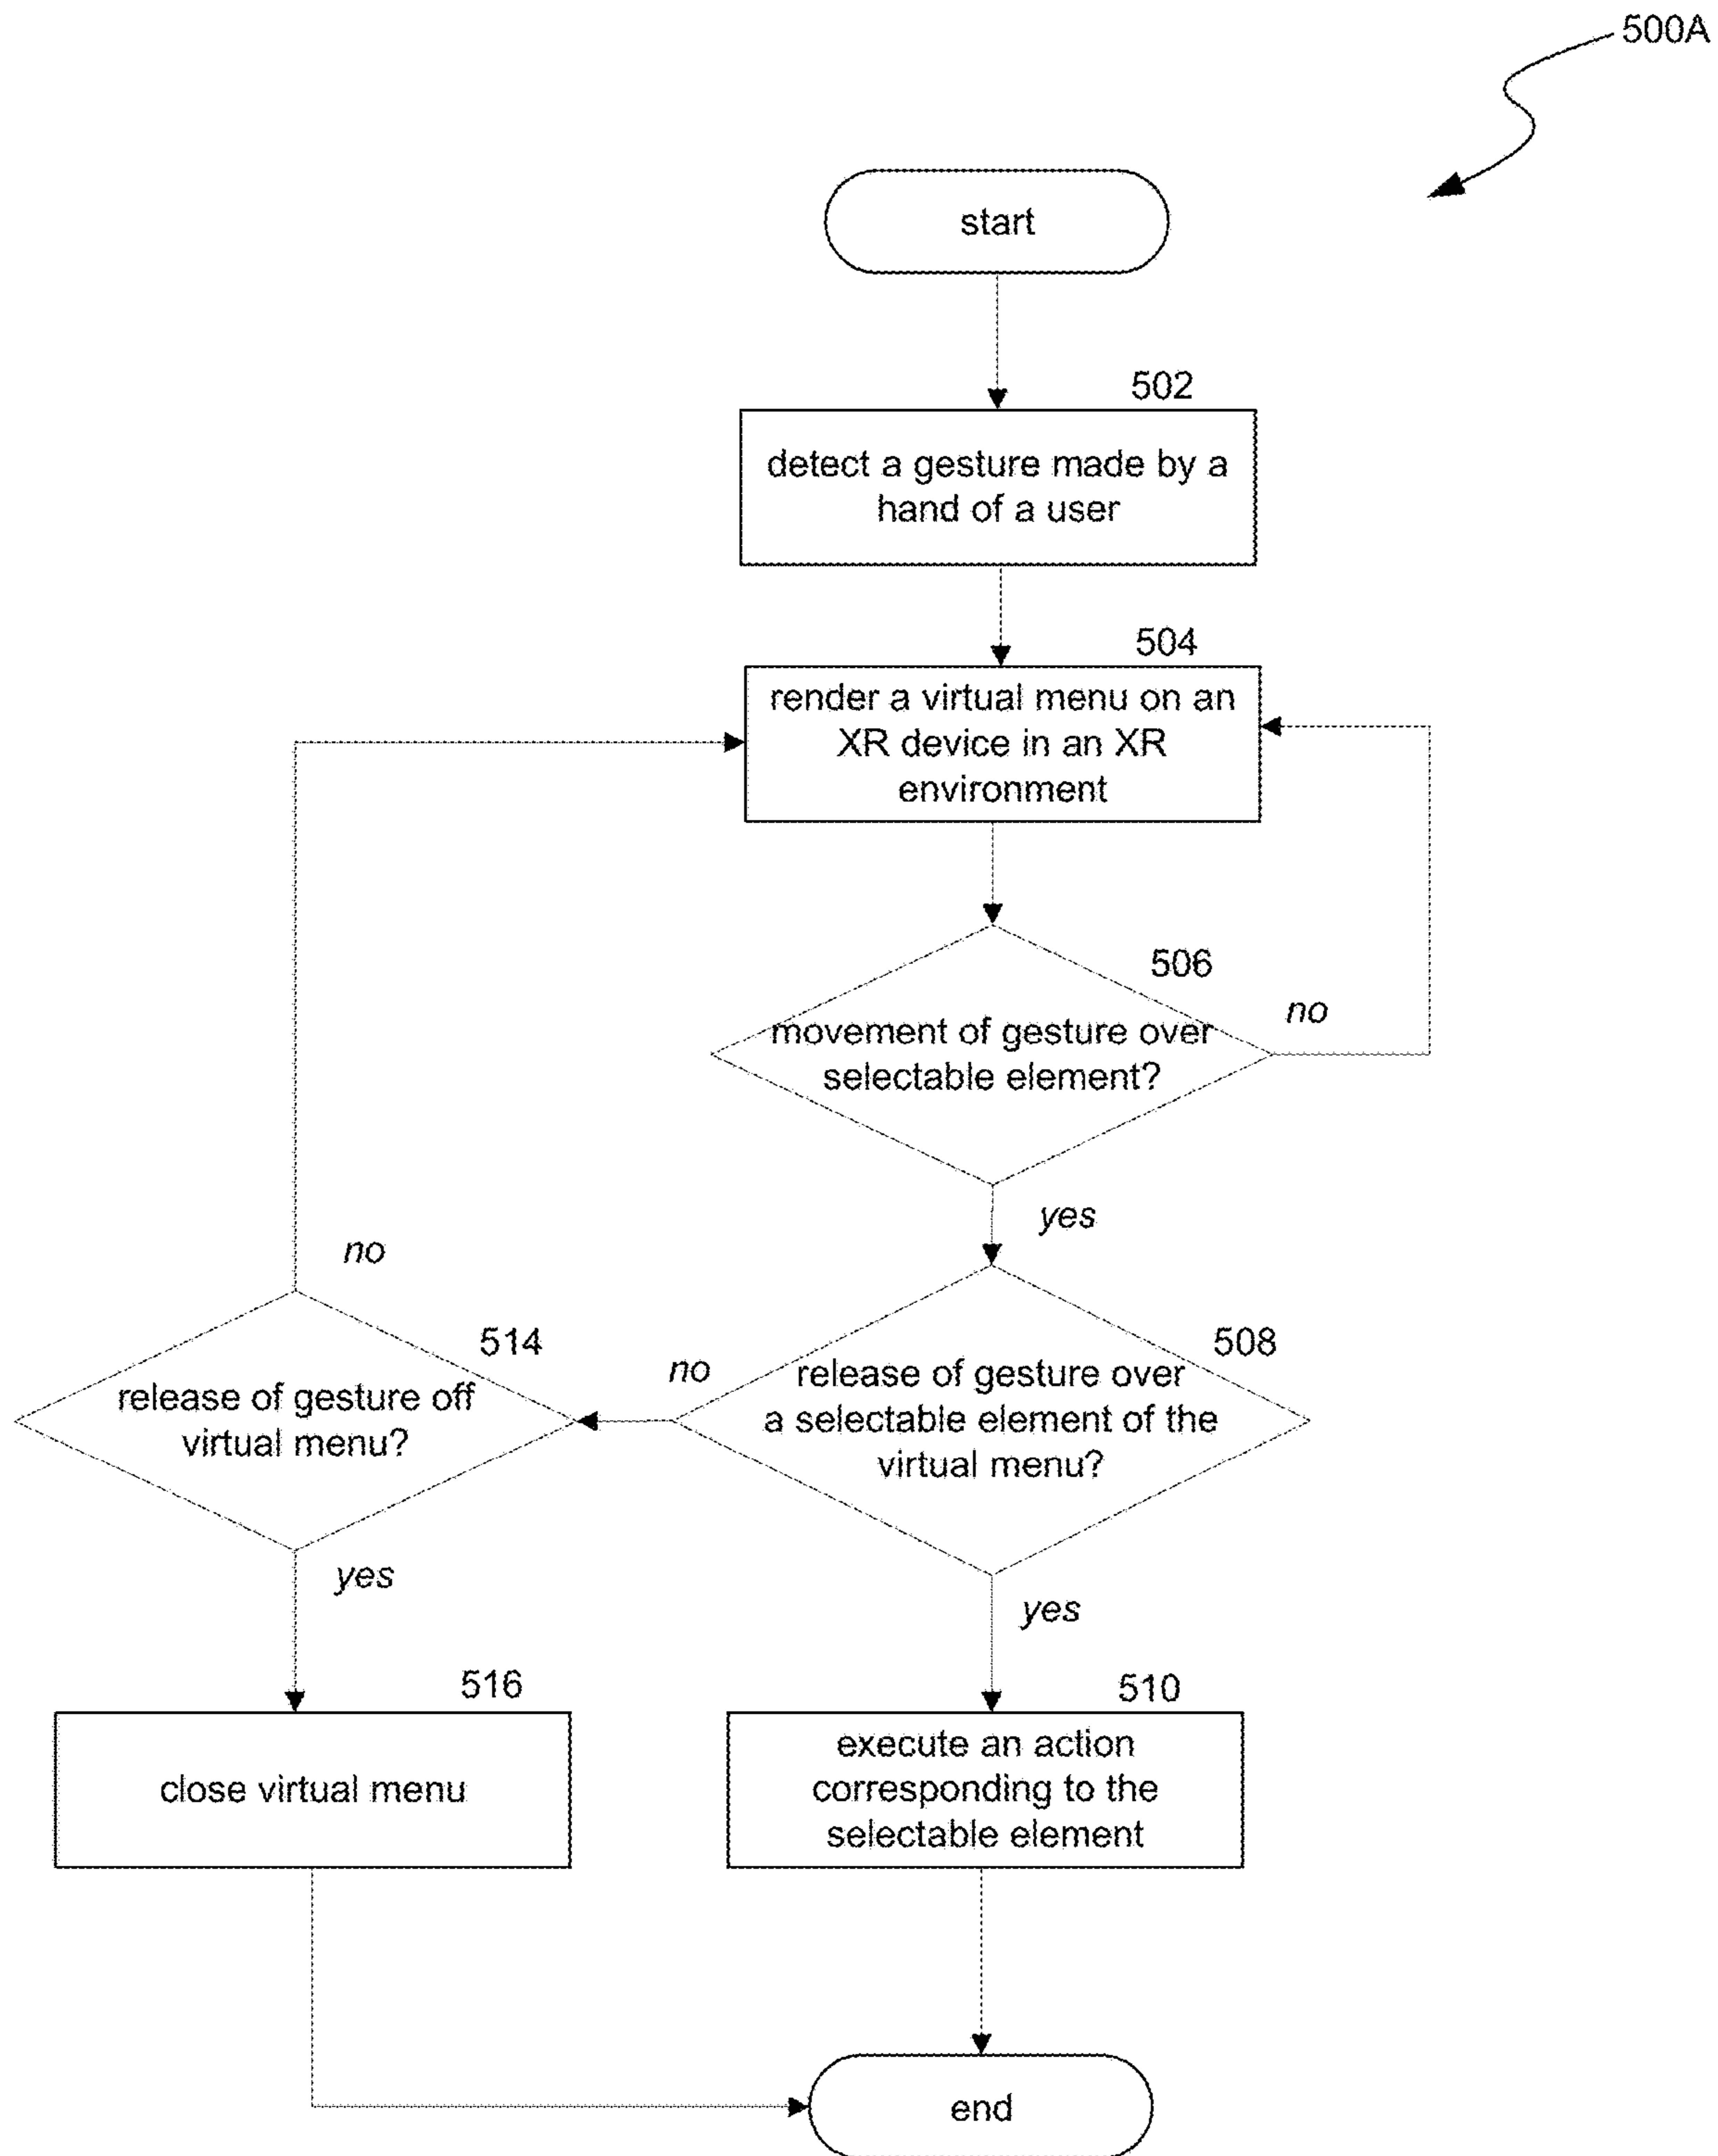 500A
start
502
detect a gesture made by a
hand of a user
504
render a virtual menu on an
XR device in an XR
environment
506
movement of gesture over
selectable element?
no
yes
no
514
release of gesture off
virtual menu?
no
508
release of gesture over
a selectable element of the
virtual menu?
yes
yes
516
close virtual menu
510
execute an action
corresponding to the
selectable element
end